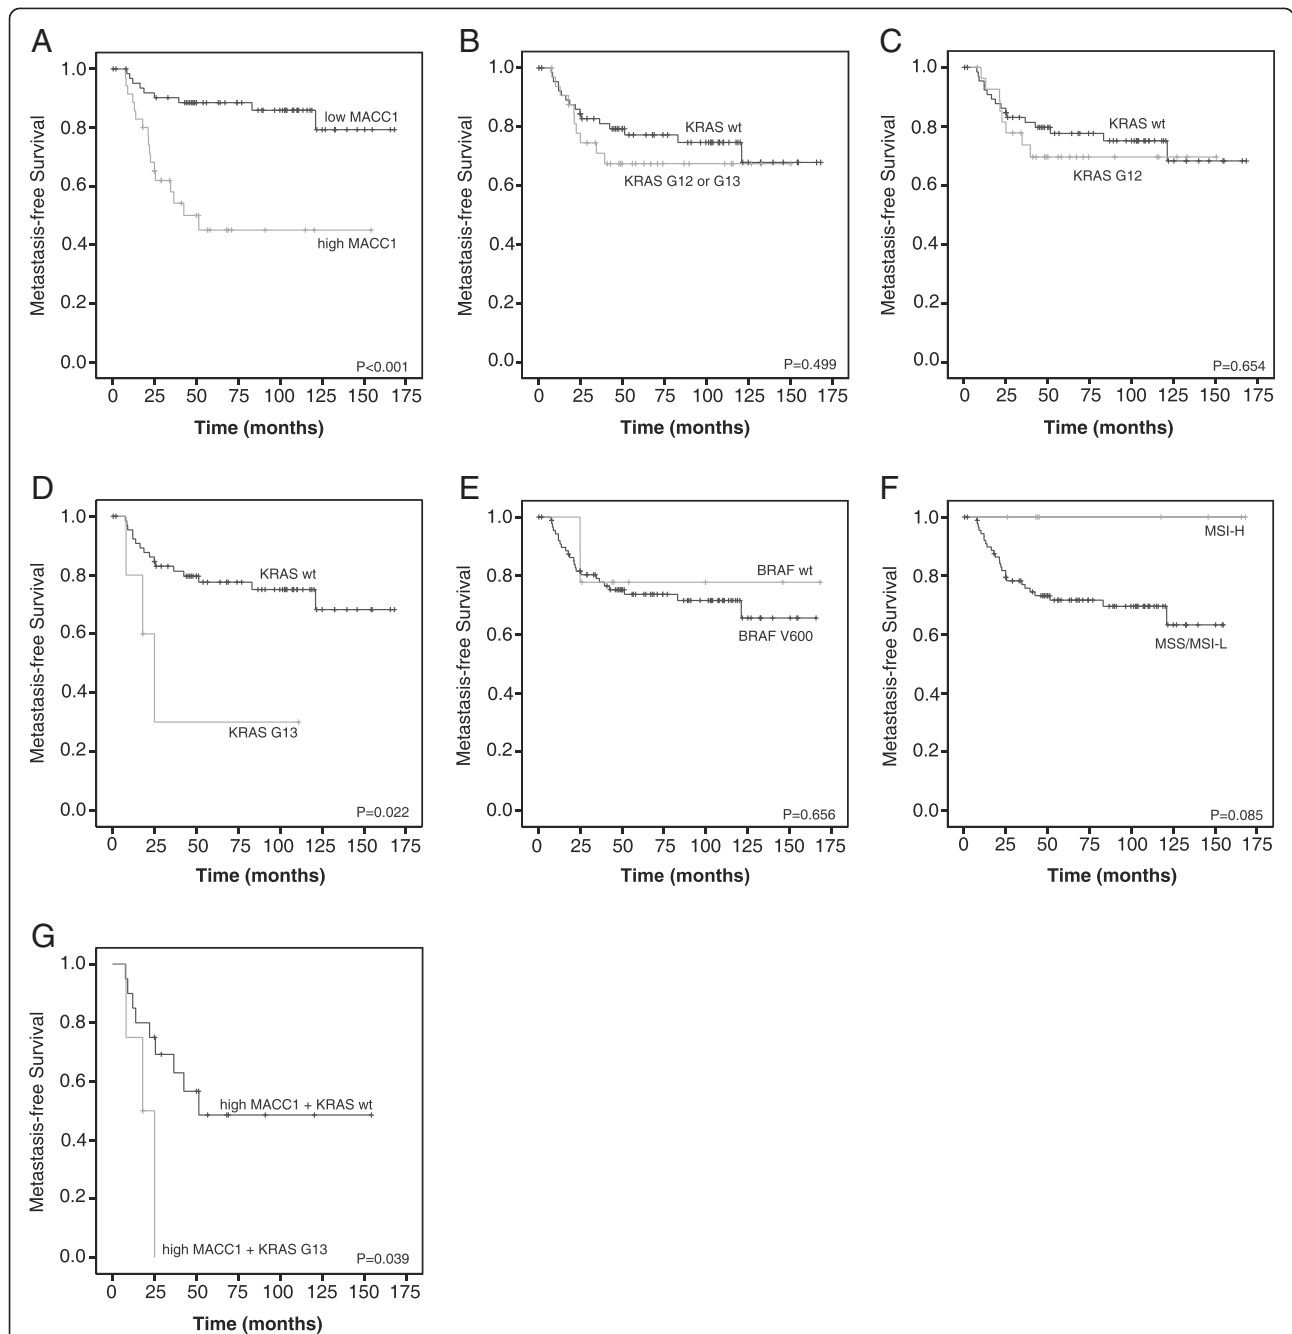 A
Metastasis-free Survival
1.0
0.8
0.6
0.4
0.2
0.0
low MACC1
high MACC1
P<0.001
0 25 50 75 100 125 150 175
Time (months)
B
Metastasis-free Survival
1.0
0.8
0.6
0.4
0.2
0.0
KRAS wt
KRAS G12 or G13
P=0.499
0 25 50 75 100 125 150 175
Time (months)
C
Metastasis-free Survival
1.0
0.8
0.6
0.4
0.2
0.0
KRAS wt
KRAS G12
P=0.654
0 25 50 75 100 125 150 175
Time (months)
D
Metastasis-free Survival
1.0
0.8
0.6
0.4
0.2
0.0
KRAS wt
KRAS G13
P=0.022
0 25 50 75 100 125 150 175
Time (months)
E
Metastasis-free Survival
1.0
0.8
0.6
0.4
0.2
0.0
BRAF wt
BRAF V600
P=0.656
0 25 50 75 100 125 150 175
Time (months)
F
Metastasis-free Survival
1.0
0.8
0.6
0.4
0.2
0.0
MSI-H
MSS/MSI-L
P=0.085
0 25 50 75 100 125 150 175
Time (months)
G
Metastasis-free Survival
1.0
0.8
0.6
0.4
0.2
0.0
high MACC1 + KRAS wt
high MACC1 + KRAS G13
P=0.039
0 25 50 75 100 125 150 175
Time (months)